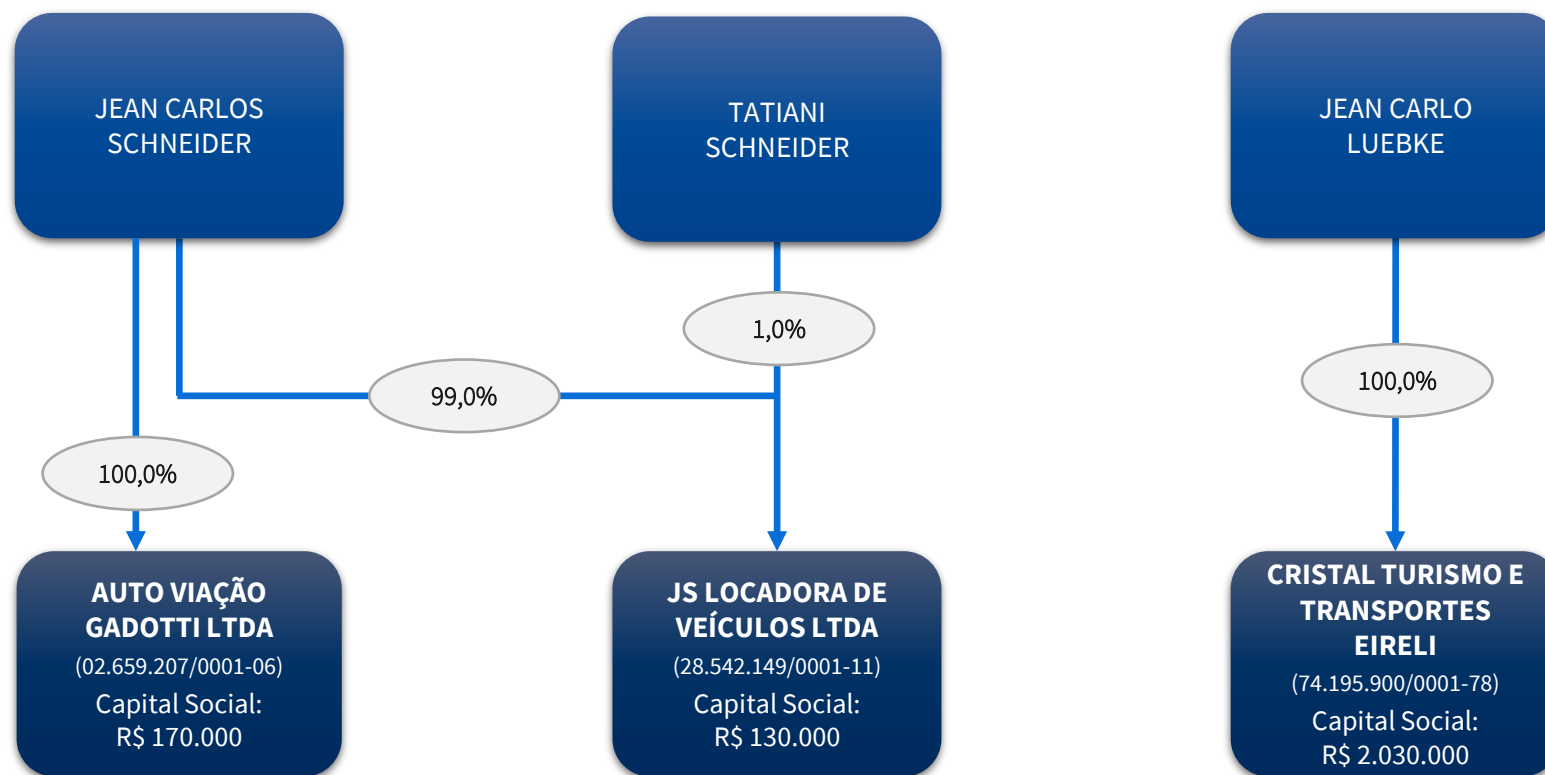 JEAN CARLOS
SCHNEIDER
TATIANI
SCHNEIDER
JEAN CARLO
LUEBKE
1,0%
99,0%
100,0%
100,0%
AUTO VIAÇÃO
GADOTTI LTDA
(02.659.207/0001-06)
Capital Social:
R$ 170.000
JS LOCADORA DE
VEÍCULOS LTDA
(28.542.149/0001-11)
Capital Social:
R$ 130.000
CRISTAL TURISMO E
TRANSPORTES
EIRELI
(74.195.900/0001-78)
Capital Social:
R$ 2.030.000